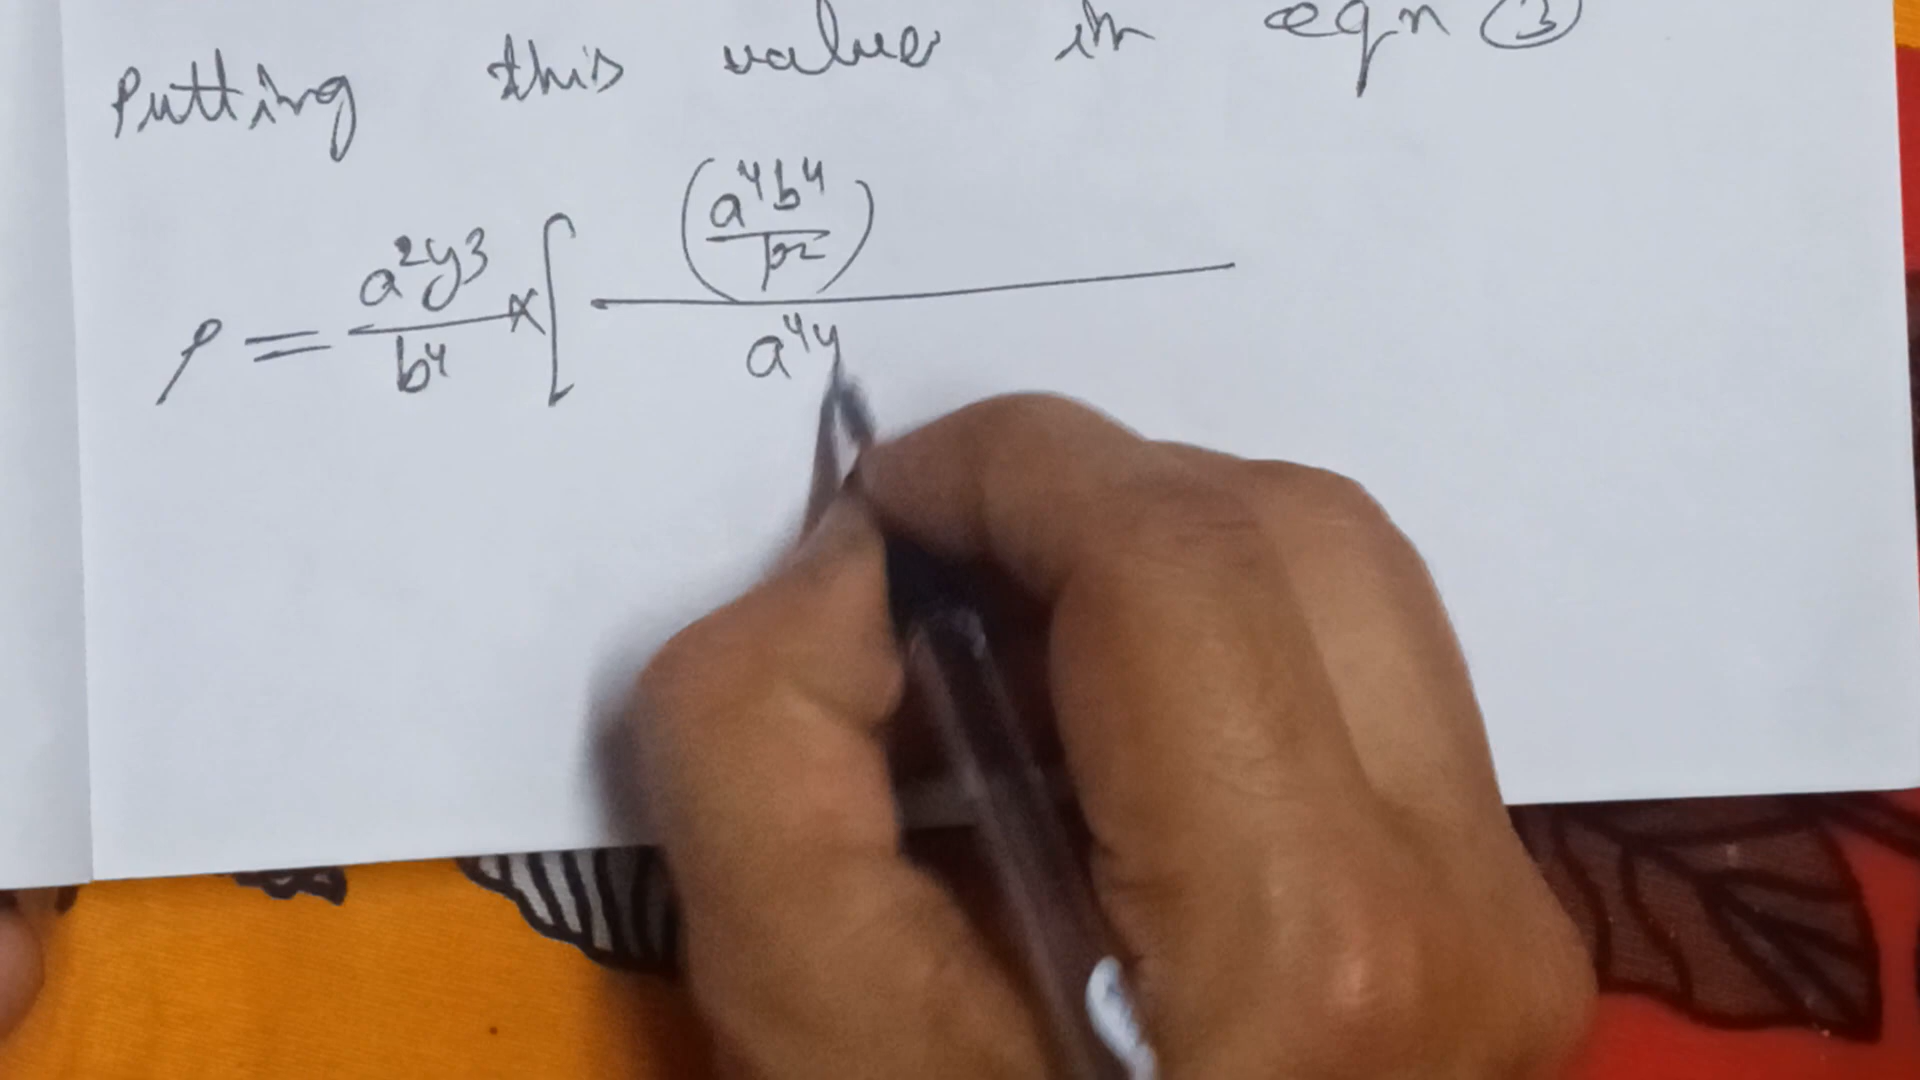 Putting this value in eqn ③
ρ = a²y³/b⁴ × [ (a⁴b⁴/p²) / a⁴y